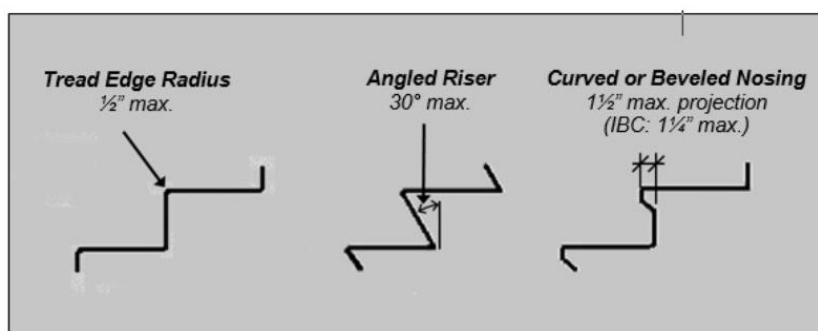 Tread Edge Radius
½” max.
Angled Riser
30° max.
Curved or Beveled Nosing
1½” max. projection
(IBC: 1¼” max.)